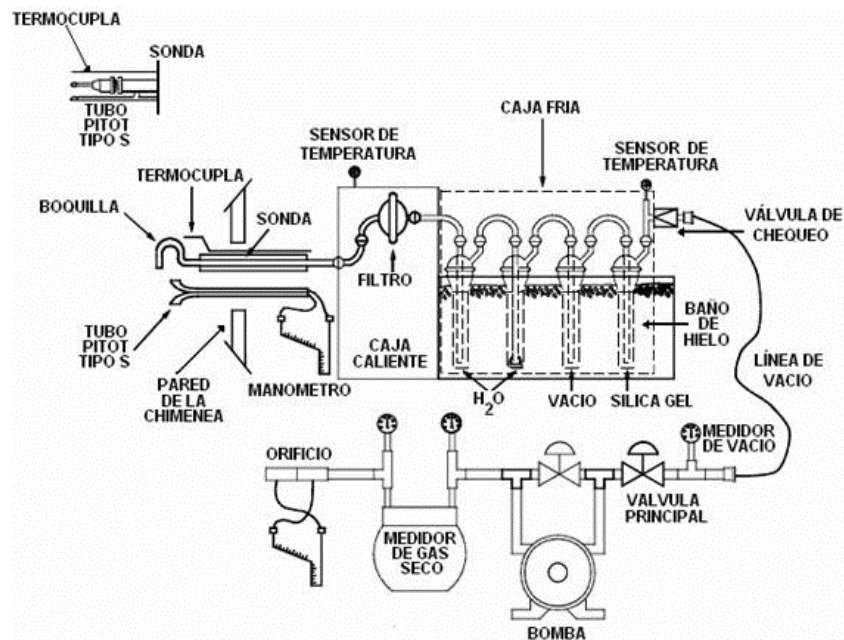 TERMOCUPLA
SONDA
TUBO
PITOT
TIPO S
SENSOR DE
TEMPERATURA
CAJA FRIA
SENSOR DE
TEMPERATURA
TERMOCUPLA
BOQUILLA
SONDA
VÁLVULA DE
CHEQUEO
FILTRO
TUBO
PITOT
TIPO S
CAJA
CALIENTE
BAÑO
DE
HIELO
PARED
DE LA
CHIMENEA
MANOMETRO
H2O
VACIO
SILICA GEL
LÍNEA DE
VACIO
ORIFICIO
MEDIDOR
DE VACIO
VALVULA
PRINCIPAL
MEDIDOR
DE GAS
SECO
BOMBA